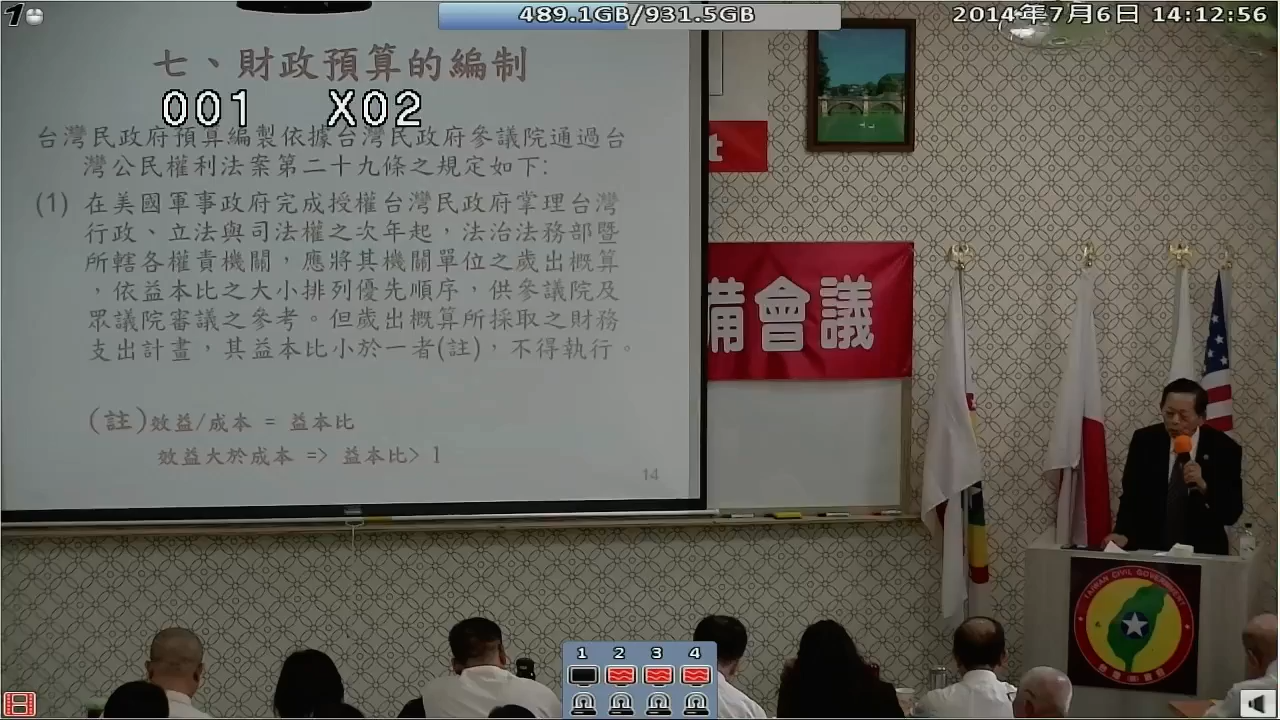 1
489.1GB/931.5GB
2014年7月6日 14:12:56
七、財政預算的編制
001 X02
台灣民政府預算編製依據台灣民政府參議院通過台
灣公民權利法案第二十九條之規定如下:
(1) 在美國軍事政府完成授權台灣民政府掌理台灣
行政、立法與司法權之次年起，法治法務部暨
所轄各權責機關，應將其機關單位之歲出概算
，依益本比之大小排列優先順序，供參議院及
眾議院審議之參考。但歲出概算所採取之財務
支出計畫，其益本比小於一者(註)，不得執行。
(註)效益/成本 = 益本比
效益大於成本 => 益本比> 1
14
t
備會議
TAIWAN CIVIL GOVERNMENT
1 2 3 4